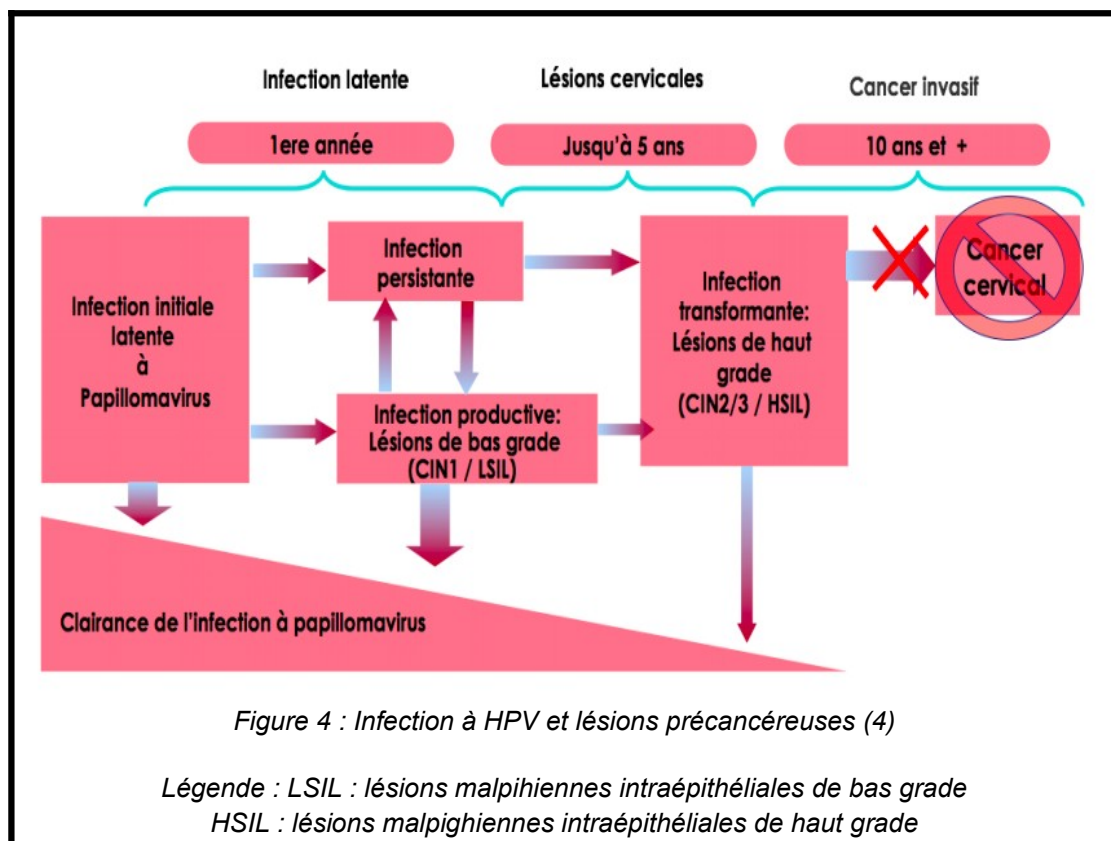 Infection latente
Lésions cervicales
Cancer invasif
1ere année
Jusqu'à 5 ans
10 ans et +
Infection initiale
latente
à
Papillomavirus
Infection
persistante
Infection productive:
Lésions de bas grade
(CIN1 / LSIL)
Infection
transformante:
Lésions de haut
grade
(CIN2/3 / HSIL)
Cancer
cervical
Clairance de l'infection à papillomavirus
Figure 4 : Infection à HPV et lésions précancéreuses (4)
Légende : LSIL : lésions malpihiennes intraépithéliales de bas grade
HSIL : lésions malpighiennes intraépithéliales de haut grade